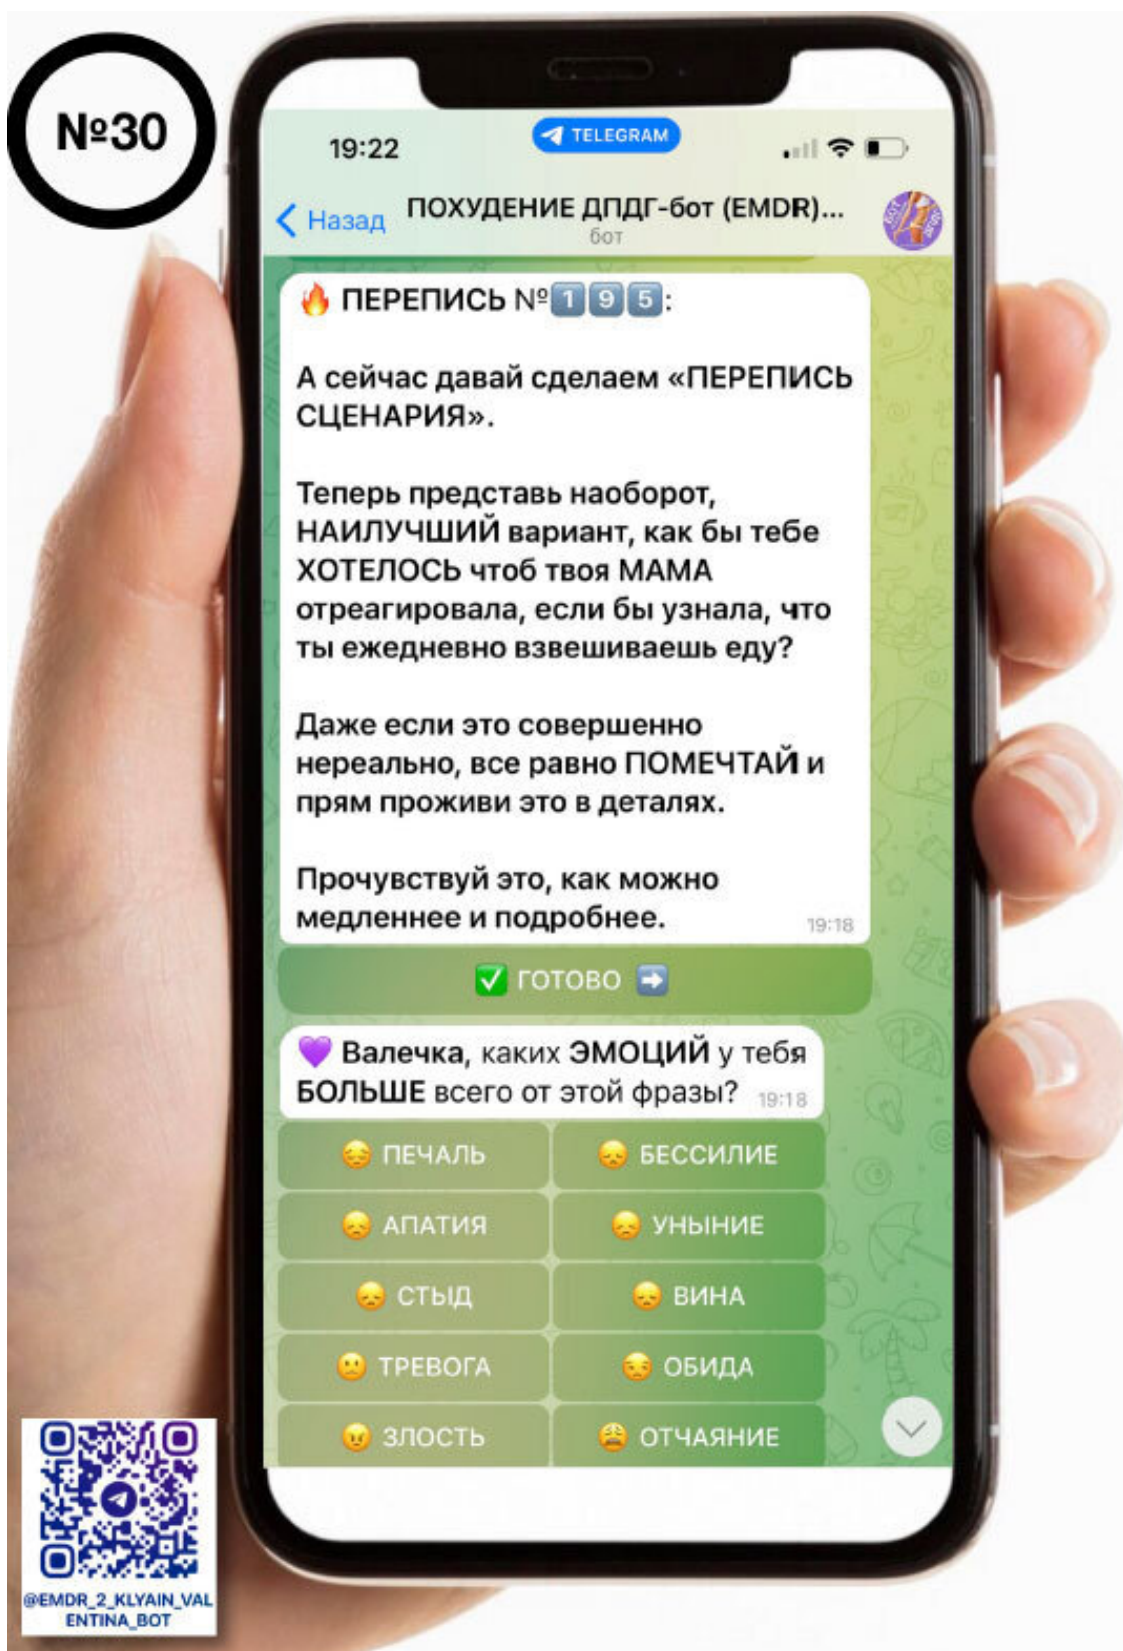 №30
19:22
TELEGRAM
Назад
ПОХУДЕНИЕ ДПДГ-бот (EMDR)...
бот
🔥 ПЕРЕПИСЬ №1️⃣9️⃣5️⃣:
А сейчас давай сделаем «ПЕРЕПИСЬ
СЦЕНАРИЯ».
Теперь представь наоборот,
НАИЛУЧШИЙ вариант, как бы тебе
ХОТЕЛОСЬ чтоб твоя МАМА
отреагировала, если бы узнала, что
ты ежедневно взвешиваешь еду?
Даже если это совершенно
нереально, все равно ПОМЕЧТАЙ и
прям проживи это в деталях.
Прочувствуй это, как можно
медленнее и подробнее.
19:18
✅ ГОТОВО ➡️
💜 Валечка, каких ЭМОЦИЙ у тебя
БОЛЬШЕ всего от этой фразы?
19:18
😔 ПЕЧАЛЬ
😞 БЕССИЛИЕ
😞 АПАТИЯ
😞 УНЫНИЕ
😞 СТЫД
😞 ВИНА
🙁 ТРЕВОГА
😒 ОБИДА
😠 ЗЛОСТЬ
😩 ОТЧАЯНИЕ
@EMDR_2_KLYAIN_VAL
ENTINA_BOT